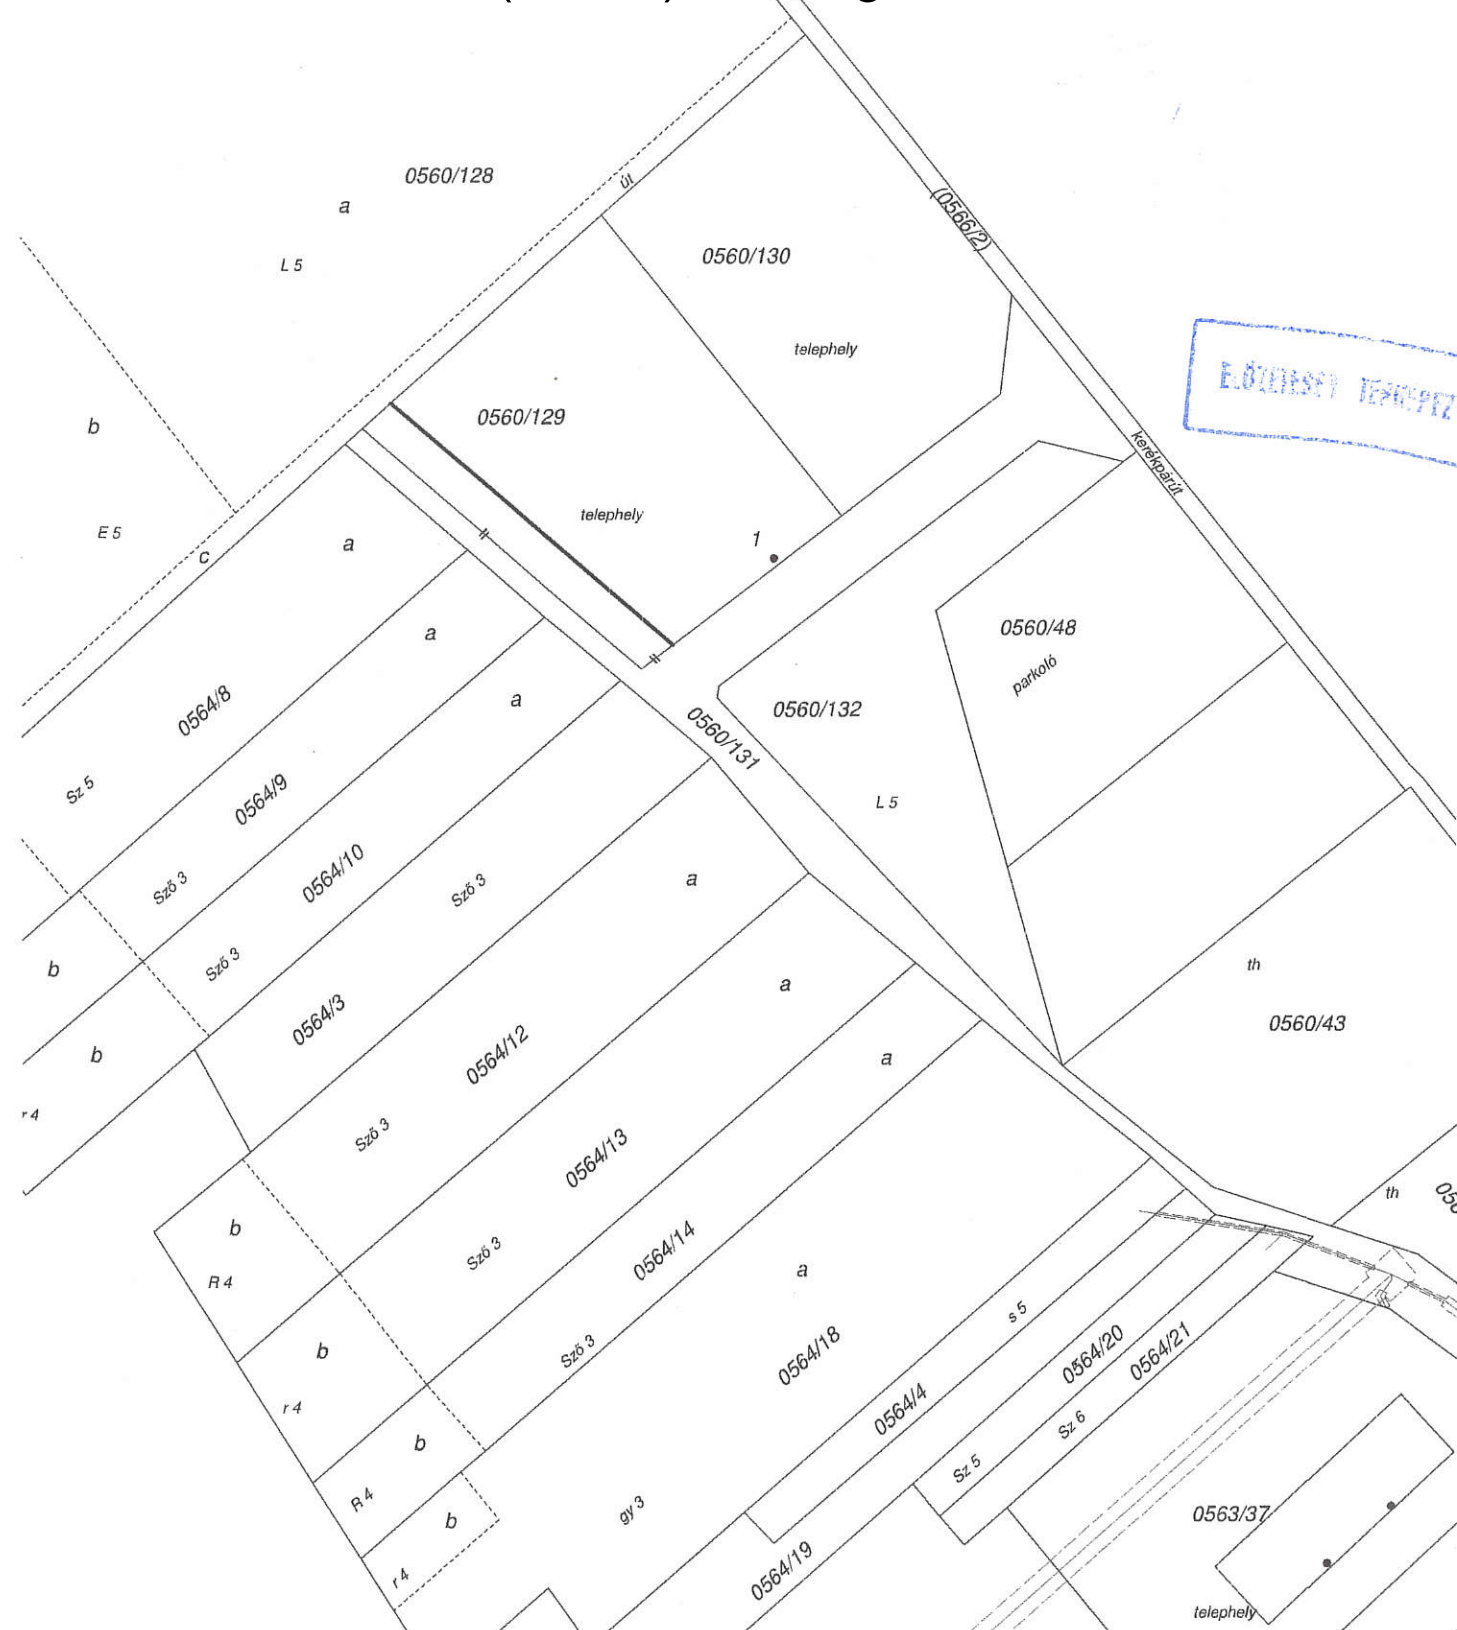 0560/128
a
út
L 5
0560/130
(0566/2)
telephely
0560/129
b
kerékpárút
telephely
1
E 5
c
a
a
0560/48
parkoló
0564/8
a
0560/132
0560/131
Sz 5
0564/9
L 5
0564/10
Sző 3
Sző 3
a
b
Sző 3
th
a
0564/3
0560/43
0564/12
b
a
r 4
Sző 3
0564/13
th
b
Sző 3
0564/14
a
R 4
s 5
b
Sző 3
0564/18
0564/20
0564/21
r 4
0564/4
b
Sz 6
Sz 5
R 4
gy 3
b
0563/37
r 4
0564/19
telephely